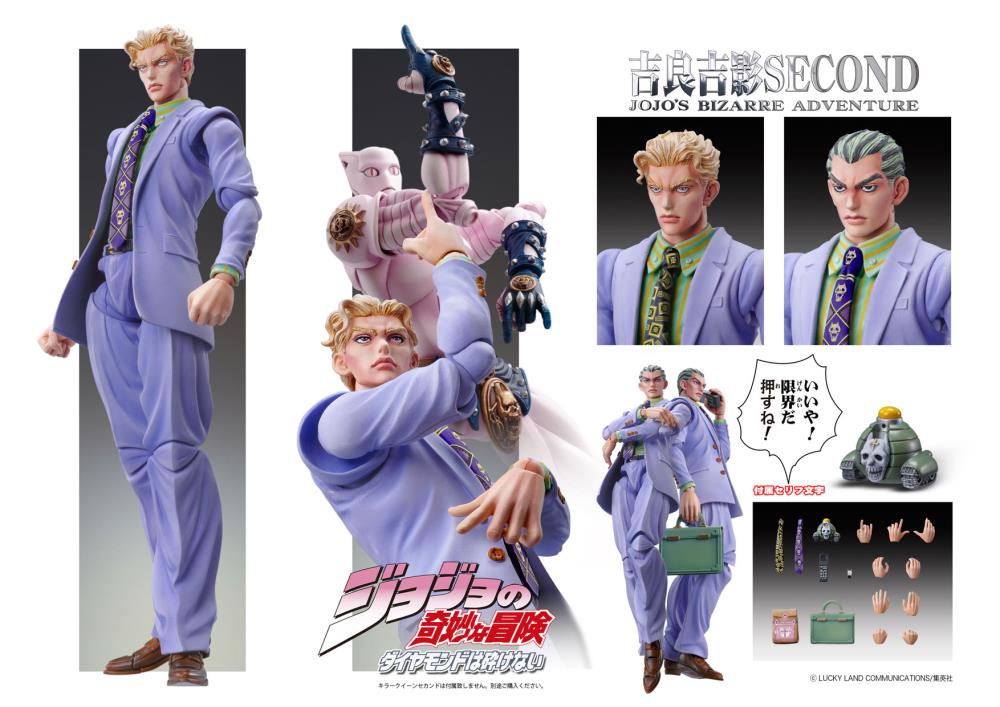 吉良吉影SECOND
JOJO'S BIZARRE ADVENTURE
いいや!
限界だ
押すね!
付属セリフ文字
ジョジョの
奇妙な冒険
ダイヤモンドは砕けない
キラークイーンセカンドは付属致しません。別途ご購入ください。
© LUCKY LAND COMMUNICATIONS/集英社